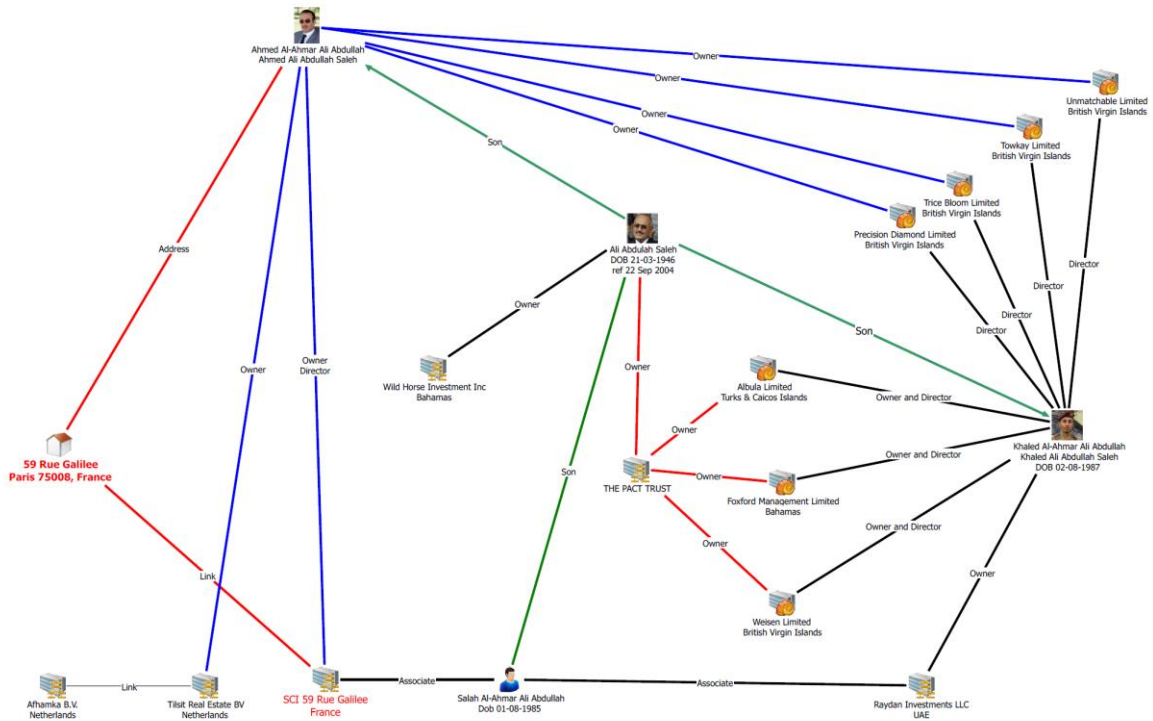 Ahmed Al-Ahmar Ali Abdullah
Ahmed Ali Abdullah Saleh
Owner
Owner
Owner
Owner
Unmatchable Limited
British Virgin Islands
Towkay Limited
British Virgin Islands
Trice Bloom Limited
British Virgin Islands
Precision Diamond Limited
British Virgin Islands
Son
Address
Ali Abdulah Saleh
DOB 21-03-1946
ref 22 Sep 2004
Director
Director
Director
Director
Owner
Son
Owner
Owner
Director
Owner
Wild Horse Investment Inc
Bahamas
Albula Limited
Turks & Caicos Islands
Owner and Director
Owner
Khaled Al-Ahmar Ali Abdullah
Khaled Ali Abdullah Saleh
DOB 02-08-1987
59 Rue Galilee
Paris 75008, France
Son
THE PACT TRUST
Owner
Foxford Management Limited
Bahamas
Owner and Director
Owner
Owner and Director
Link
Owner
Weisen Limited
British Virgin Islands
Afhamka B.V.
Netherlands
Link
Tilsit Real Estate BV
Netherlands
SCI 59 Rue Galilee
France
Associate
Salah Al-Ahmar Ali Abdullah
Dob 01-08-1985
Associate
Raydan Investments LLC
UAE